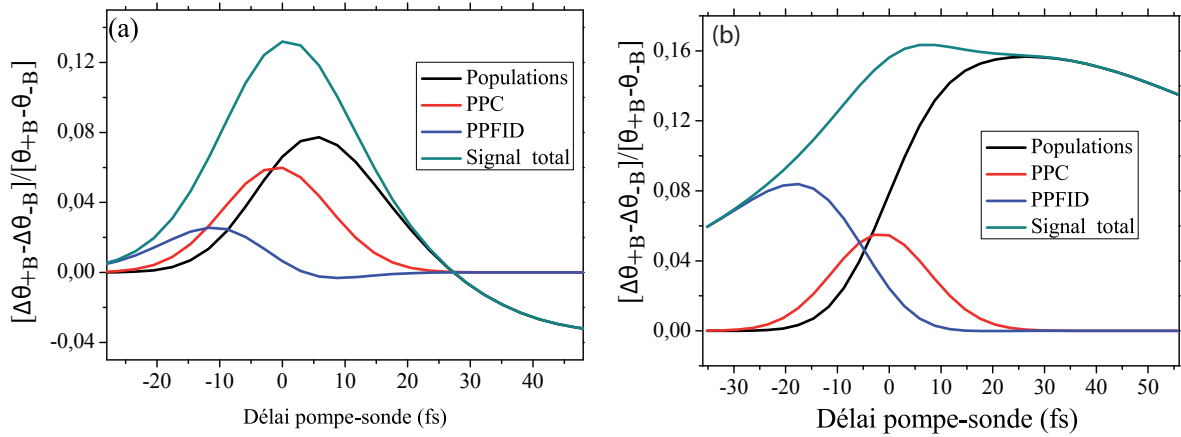 (a)
[Δθ+B-Δθ-B]/[θ+B-θ-B]
0,12
0,08
0,04
0,00
-0,04
Populations
PPC
PPFID
Signal total
-20 -10 0 10 20 30 40
Délai pompe-sonde (fs)
(b)
[Δθ+B-Δθ-B]/[θ+B-θ-B]
0,16
0,12
0,08
0,04
0,00
Populations
PPC
PPFID
Signal total
-30 -20 -10 0 10 20 30 40 50
Délai pompe-sonde (fs)